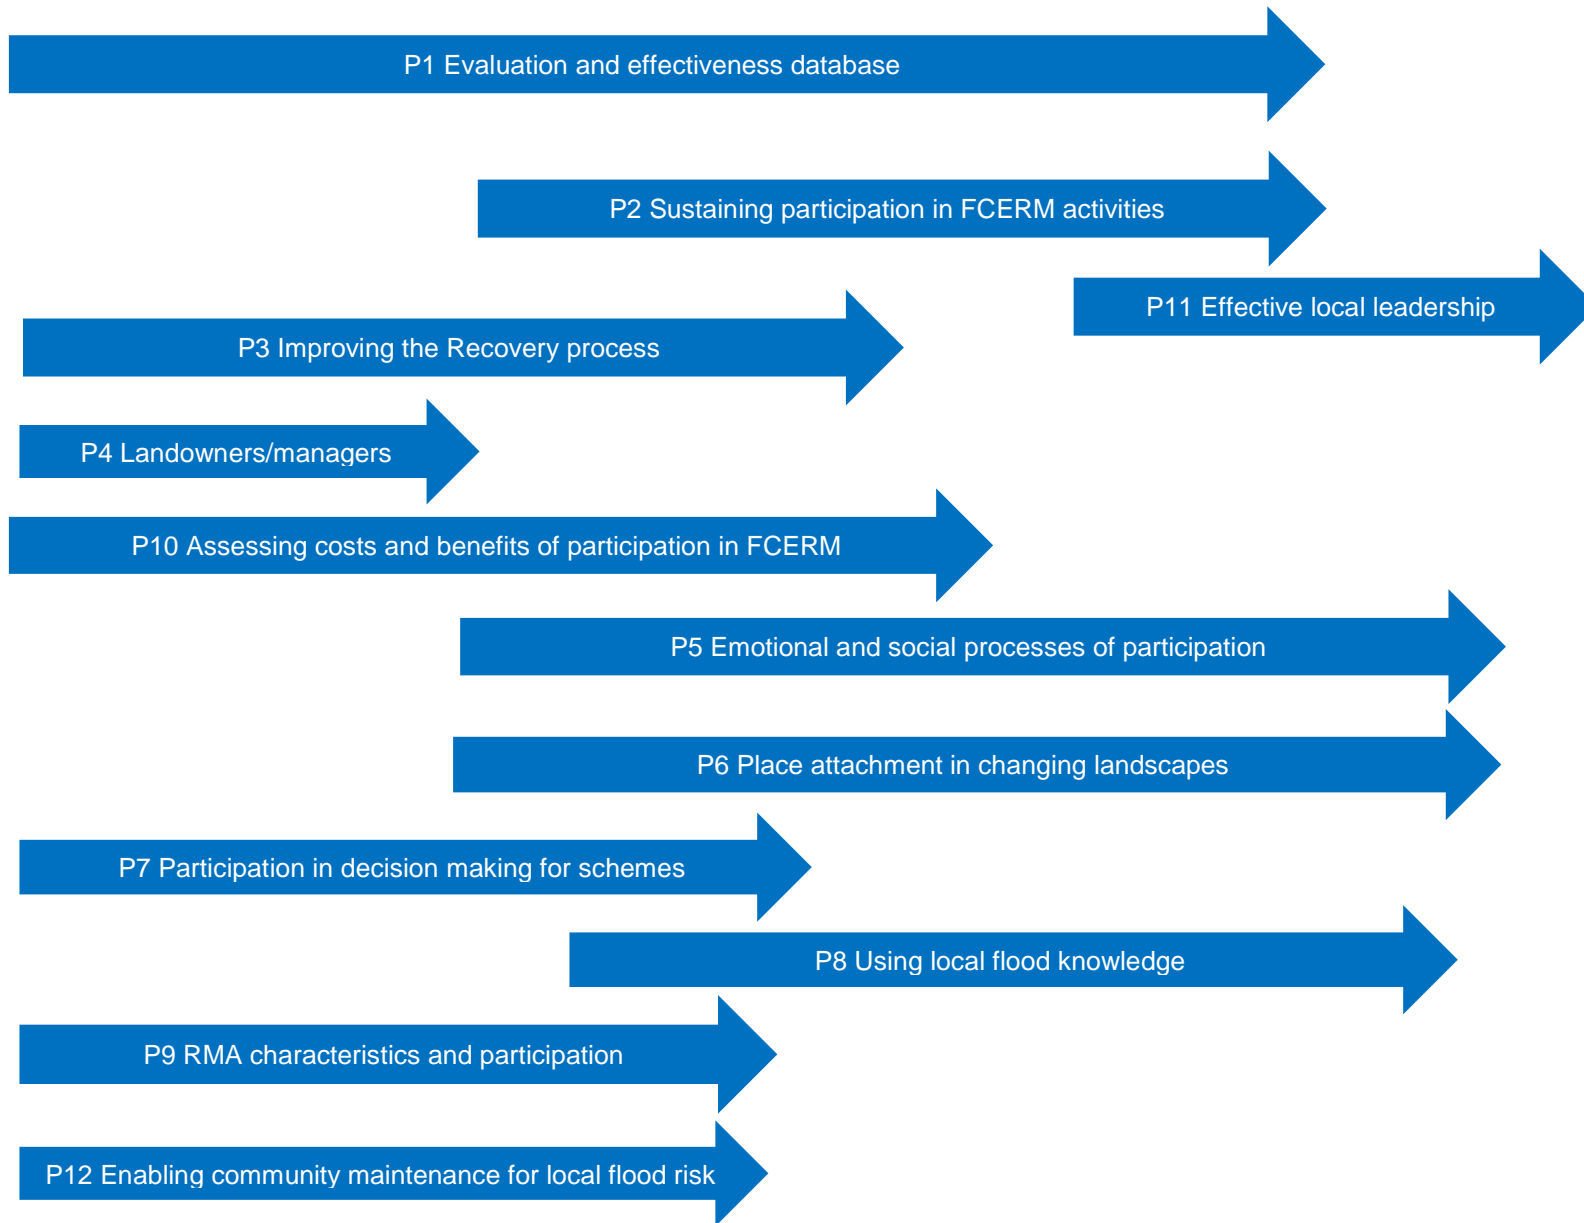 P1 Evaluation and effectiveness database
P2 Sustaining participation in FCERM activities
P11 Effective local leadership
P3 Improving the Recovery process
P4 Landowners/managers
P10 Assessing costs and benefits of participation in FCERM
P5 Emotional and social processes of participation
P6 Place attachment in changing landscapes
P7 Participation in decision making for schemes
P8 Using local flood knowledge
P9 RMA characteristics and participation
P12 Enabling community maintenance for local flood risk